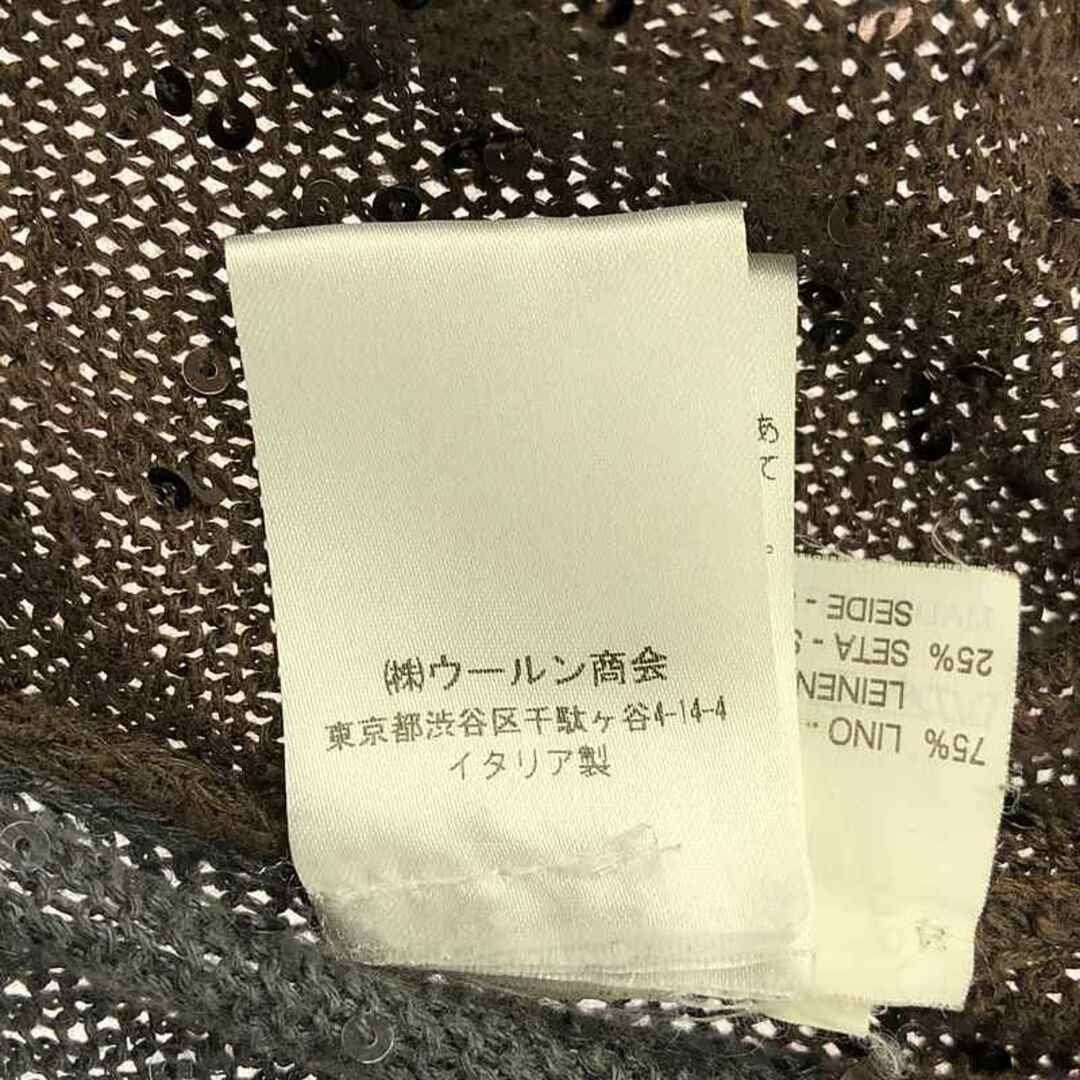 ㈱ウールン商会
東京都渋谷区千駄ヶ谷4-14-4
イタリア製
あ
て
。
75% LINO ..
LEINEN
25% SETA - S
SEIDE -